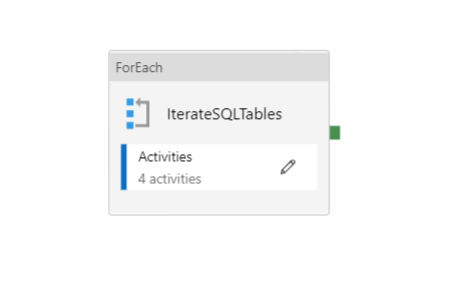 ForEach
IterateSQLTables
Activities
4 activities